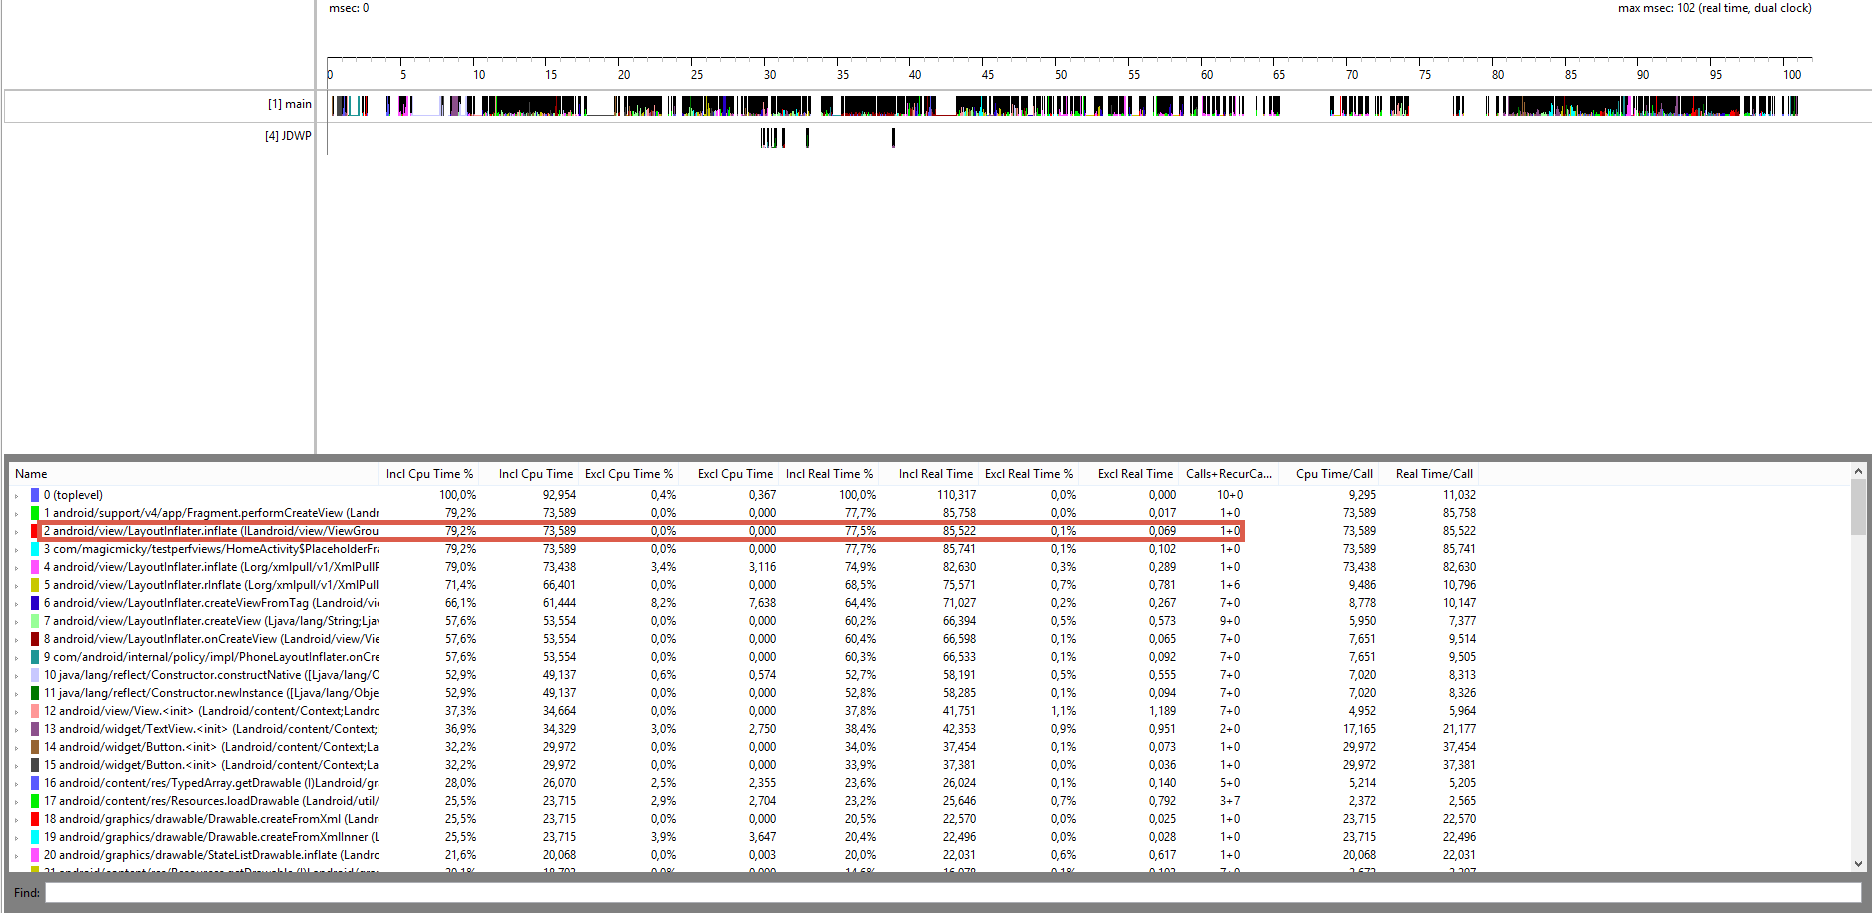 msec: 0 max msec: 102 (real time, dual clock)
0 5 10 15 20 25 30 35 40 45 50 55 60 65 70 75 80 85 90 95 100
[1] main
[4] JDWP
Name Incl Cpu Time % Incl Cpu Time Excl Cpu Time % Excl Cpu Time Incl Real Time % Incl Real Time Excl Real Time % Excl Real Time Calls+RecurCa... Cpu Time/Call Real Time/Call
0 (toplevel) 100,0% 92,954 0,4% 0,367 100,0% 110,317 0,0% 0,000 10+0 9,295 11,032
1 android/support/v4/app/Fragment.performCreateView (Landr 79,2% 73,589 0,0% 0,000 77,7% 85,758 0,0% 0,017 1+0 73,589 85,758
2 android/view/LayoutInflater.inflate (ILandroid/view/ViewGrou 79,2% 73,589 0,0% 0,000 77,5% 85,522 0,1% 0,069 1+0 73,589 85,522
3 com/magicmicky/testperfviews/HomeActivity$PlaceholderFra 79,2% 73,589 0,0% 0,000 77,7% 85,741 0,1% 0,102 1+0 73,589 85,741
4 android/view/LayoutInflater.inflate (Lorg/xmlpull/v1/XmlPullP 79,0% 73,438 3,4% 3,116 74,9% 82,630 0,3% 0,289 1+0 73,438 82,630
5 android/view/LayoutInflater.rInflate (Lorg/xmlpull/v1/XmlPull 71,4% 66,401 0,0% 0,000 68,5% 75,571 0,7% 0,781 1+6 9,486 10,796
6 android/view/LayoutInflater.createViewFromTag (Landroid/vi 66,1% 61,444 8,2% 7,638 64,4% 71,027 0,2% 0,267 7+0 8,778 10,147
7 android/view/LayoutInflater.createView (Ljava/lang/String;Ljav 57,6% 53,554 0,0% 0,000 60,2% 66,394 0,5% 0,573 9+0 5,950 7,377
8 android/view/LayoutInflater.onCreateView (Landroid/view/Vie 57,6% 53,554 0,0% 0,000 60,4% 66,598 0,1% 0,065 7+0 7,651 9,514
9 com/android/internal/policy/impl/PhoneLayoutInflater.onCre 57,6% 53,554 0,0% 0,000 60,3% 66,533 0,1% 0,092 7+0 7,651 9,505
10 java/lang/reflect/Constructor.constructNative ([Ljava/lang/O 52,9% 49,137 0,6% 0,574 52,7% 58,191 0,5% 0,555 7+0 7,020 8,313
11 java/lang/reflect/Constructor.newInstance ([Ljava/lang/Obje 52,9% 49,137 0,0% 0,000 52,8% 58,285 0,1% 0,094 7+0 7,020 8,326
12 android/view/View.<init> (Landroid/content/Context;Landro 37,3% 34,664 0,0% 0,000 37,8% 41,751 1,1% 1,189 7+0 4,952 5,964
13 android/widget/TextView.<init> (Landroid/content/Context; 36,9% 34,329 3,0% 2,750 38,4% 42,353 0,9% 0,951 2+0 17,165 21,177
14 android/widget/Button.<init> (Landroid/content/Context;La 32,2% 29,972 0,0% 0,000 34,0% 37,454 0,1% 0,073 1+0 29,972 37,454
15 android/widget/Button.<init> (Landroid/content/Context;La 32,2% 29,972 0,0% 0,000 33,9% 37,381 0,0% 0,036 1+0 29,972 37,381
16 android/content/res/TypedArray.getDrawable (I)Landroid/gr 28,0% 26,070 2,5% 2,355 23,6% 26,024 0,1% 0,140 5+0 5,214 5,205
17 android/content/res/Resources.loadDrawable (Landroid/util/ 25,5% 23,715 2,9% 2,704 23,2% 25,646 0,7% 0,792 3+7 2,372 2,565
18 android/graphics/drawable/Drawable.createFromXml (Landr 25,5% 23,715 0,0% 0,000 20,5% 22,570 0,0% 0,025 1+0 23,715 22,570
19 android/graphics/drawable/Drawable.createFromXmlInner (L 25,5% 23,715 3,9% 3,647 20,4% 22,496 0,0% 0,028 1+0 23,715 22,496
20 android/graphics/drawable/StateListDrawable.inflate (Landrc 21,6% 20,068 0,0% 0,003 20,0% 22,031 0,6% 0,617 1+0 20,068 22,031
Find: